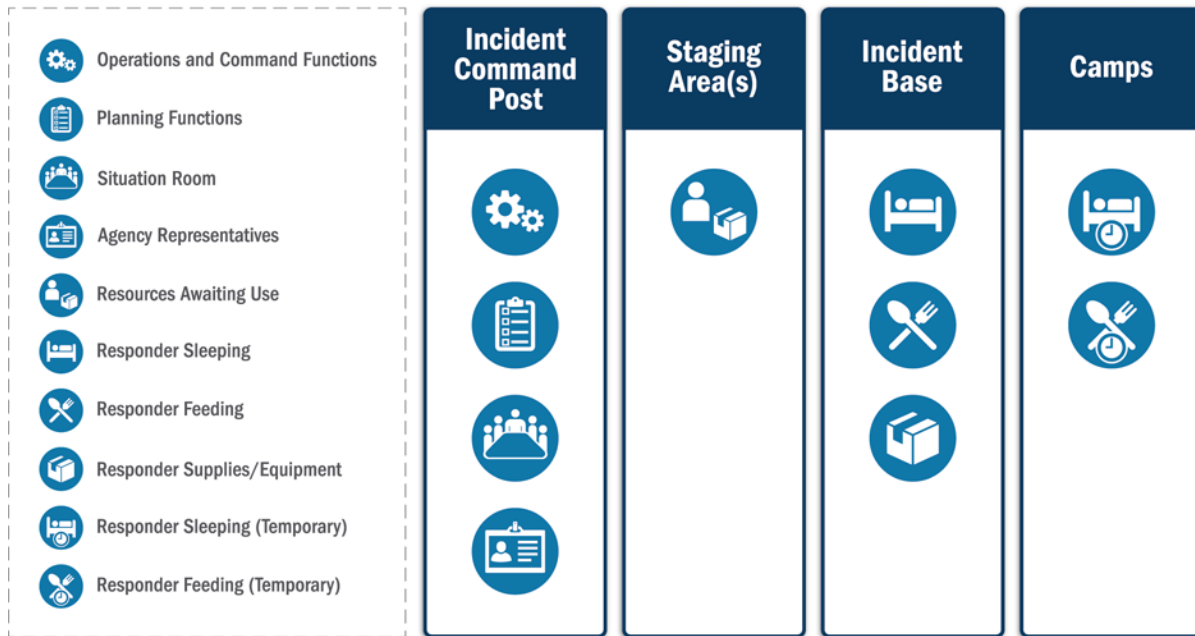 Operations and Command Functions
Planning Functions
Situation Room
Agency Representatives
Resources Awaiting Use
Responder Sleeping
Responder Feeding
Responder Supplies/Equipment
Responder Sleeping (Temporary)
Responder Feeding (Temporary)
Incident
Command
Post
Staging
Area(s)
Incident
Base
Camps